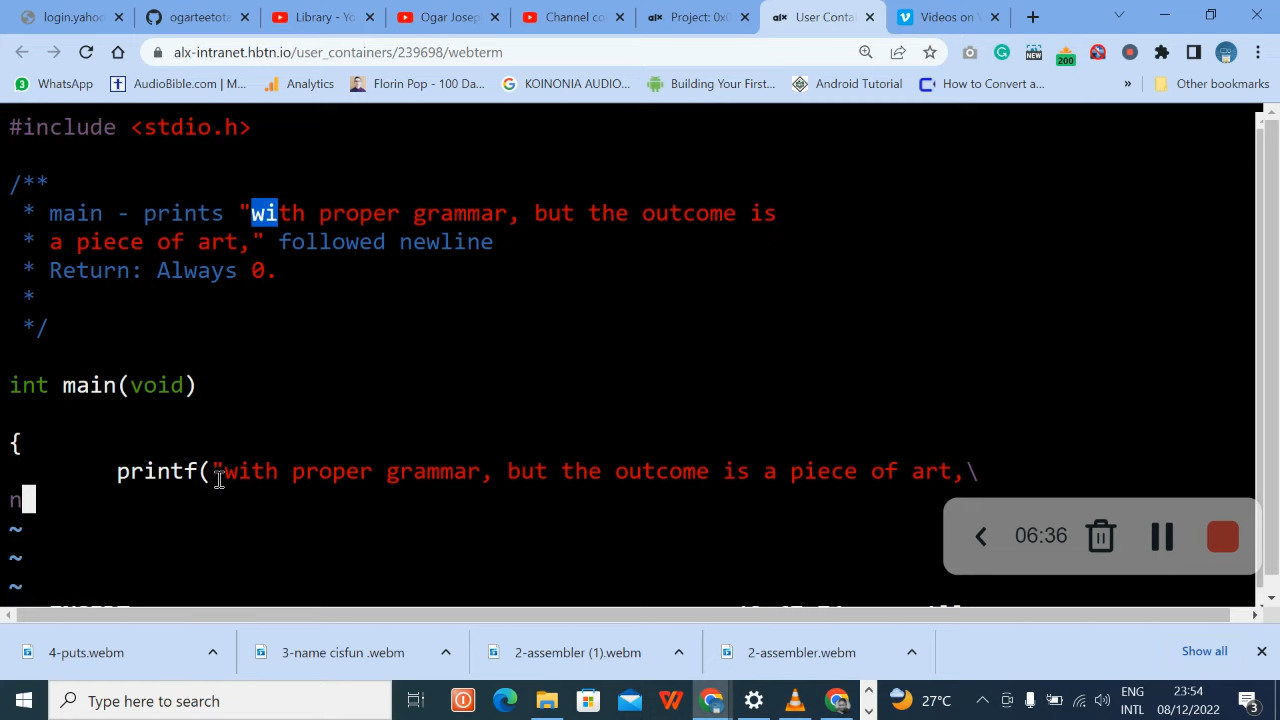 login.yahoo
ogarteetota
Library - Yo
Ogar Josep
Channel co
Project: 0x0
User Conta
Videos on V
alx-intranet.hbtn.io/user_containers/239698/webterm
NEW
200
3
WhatsApp
AudioBible.com | M...
Analytics
Florin Pop - 100 Da...
KOINONIA AUDIO...
Building Your First...
Android Tutorial
How to Convert a...
»
Other bookmarks
#include <stdio.h>
/**
* main - prints "with proper grammar, but the outcome is
* a piece of art," followed newline
* Return: Always 0.
*
*/
int main(void)
{
printf("with proper grammar, but the outcome is a piece of art,\
n
~
~
~
06:36
4-puts.webm
3-name cisfun .webm
2-assembler (1).webm
2-assembler.webm
Show all
Type here to search
27°C
ENG
INTL
23:54
08/12/2022
3